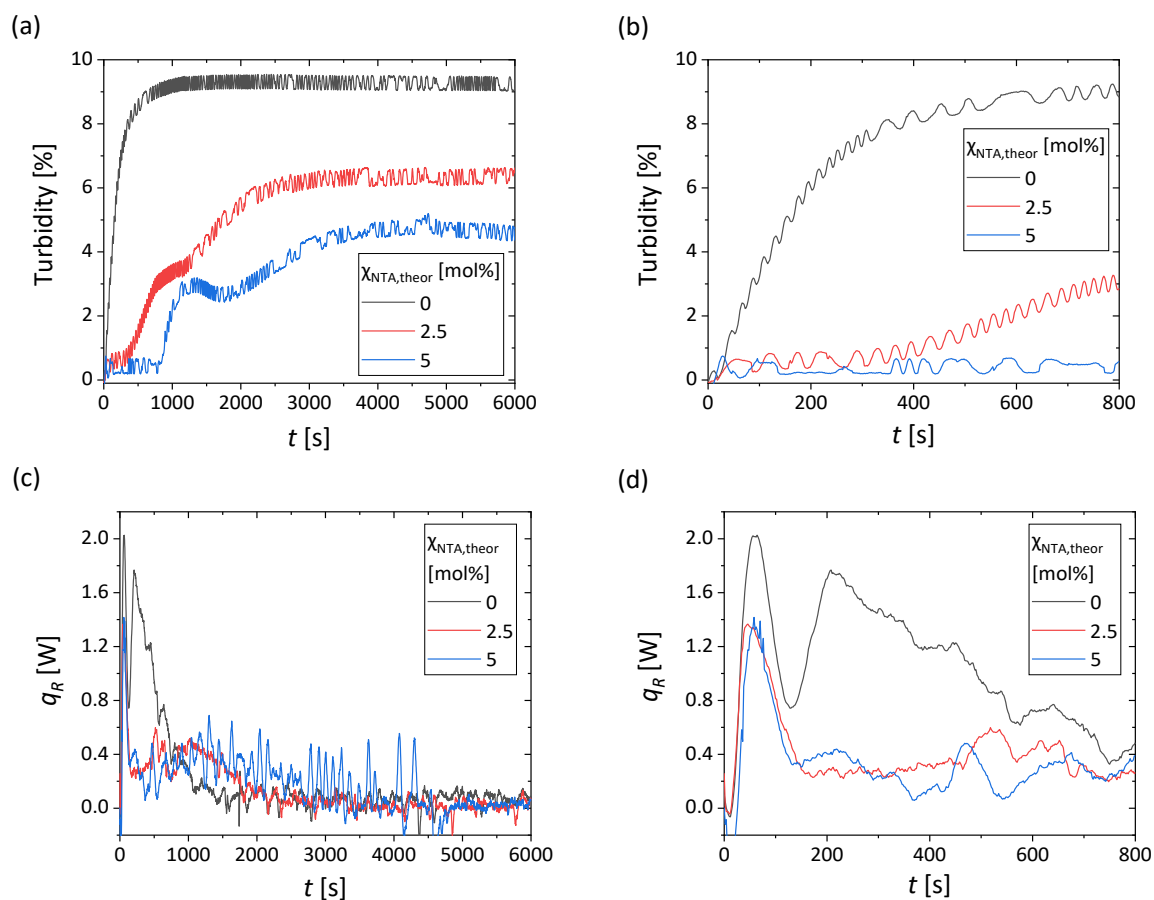 (a)
10
8
6
4
2
0
Turbidity [%]
χNTA,theor [mol%]
0
2.5
5
0 1000 2000 3000 4000 5000 6000
t [s]
(b)
10
8
6
4
2
0
Turbidity [%]
χNTA,theor [mol%]
0
2.5
5
0 200 400 600 800
t [s]
(c)
2.0
1.6
1.2
0.8
0.4
0.0
qR [W]
χNTA,theor
[mol%]
0
2.5
5
0 1000 2000 3000 4000 5000 6000
t [s]
(d)
2.0
1.6
1.2
0.8
0.4
0.0
qR [W]
χNTA,theor
[mol%]
0
2.5
5
0 200 400 600 800
t [s]